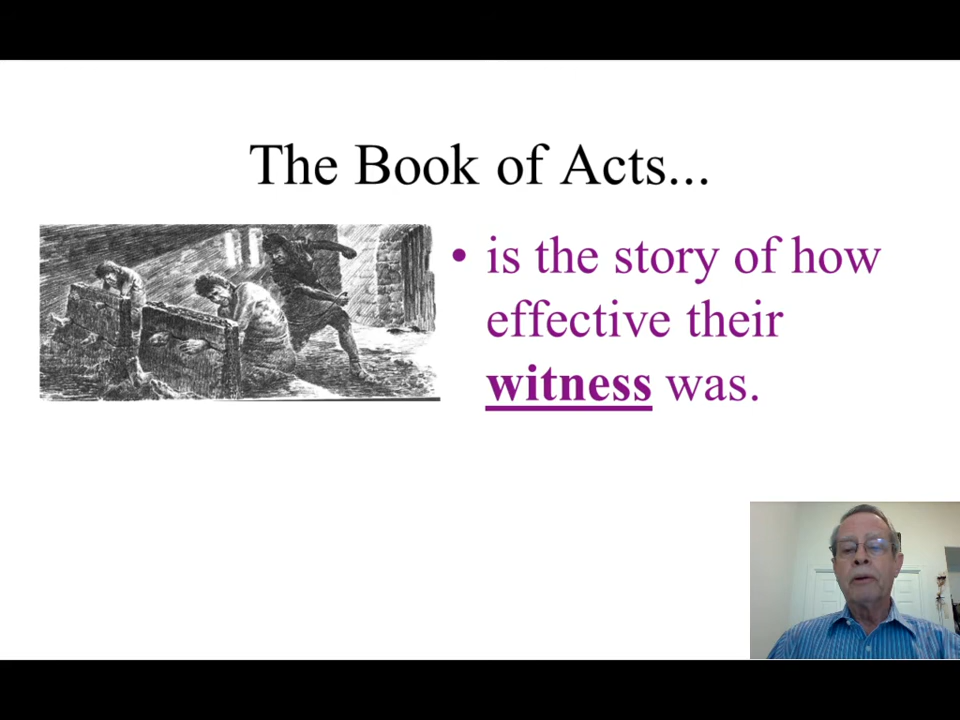 The Book of Acts...
• is the story of how
effective their
witness was.